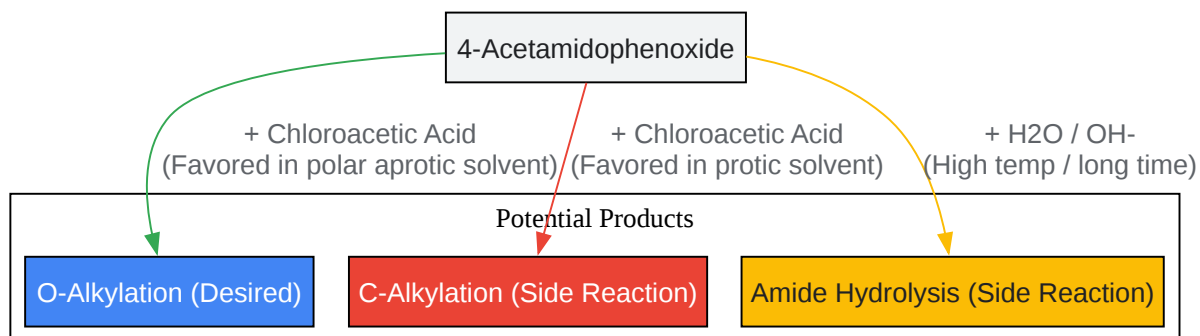 4-Acetamidophenoxide
+ Chloroacetic Acid
(Favored in polar aprotic solvent)
+ Chloroacetic Acid
(Favored in protic solvent)
+ H2O / OH-
(High temp / long time)
Potential Products
O-Alkylation (Desired)
C-Alkylation (Side Reaction)
Amide Hydrolysis (Side Reaction)